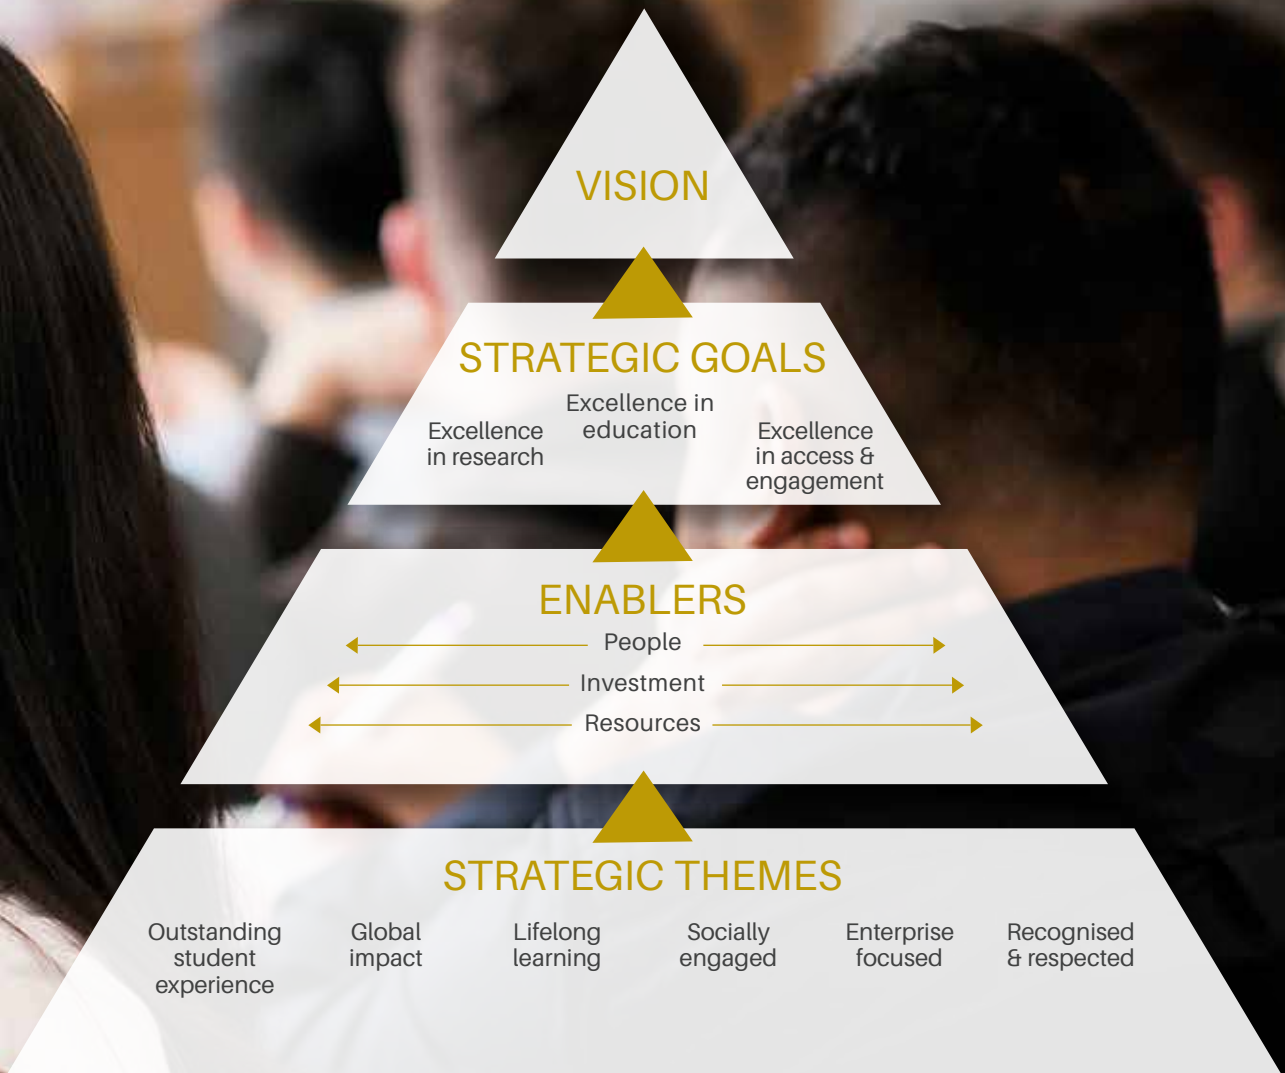 VISION
STRATEGIC GOALS
Excellence
in research
Excellence in
education
Excellence
in access &
engagement
ENABLERS
People
Investment
Resources
STRATEGIC THEMES
Outstanding
student
experience
Global
impact
Lifelong
learning
Socially
engaged
Enterprise
focused
Recognised
& respected